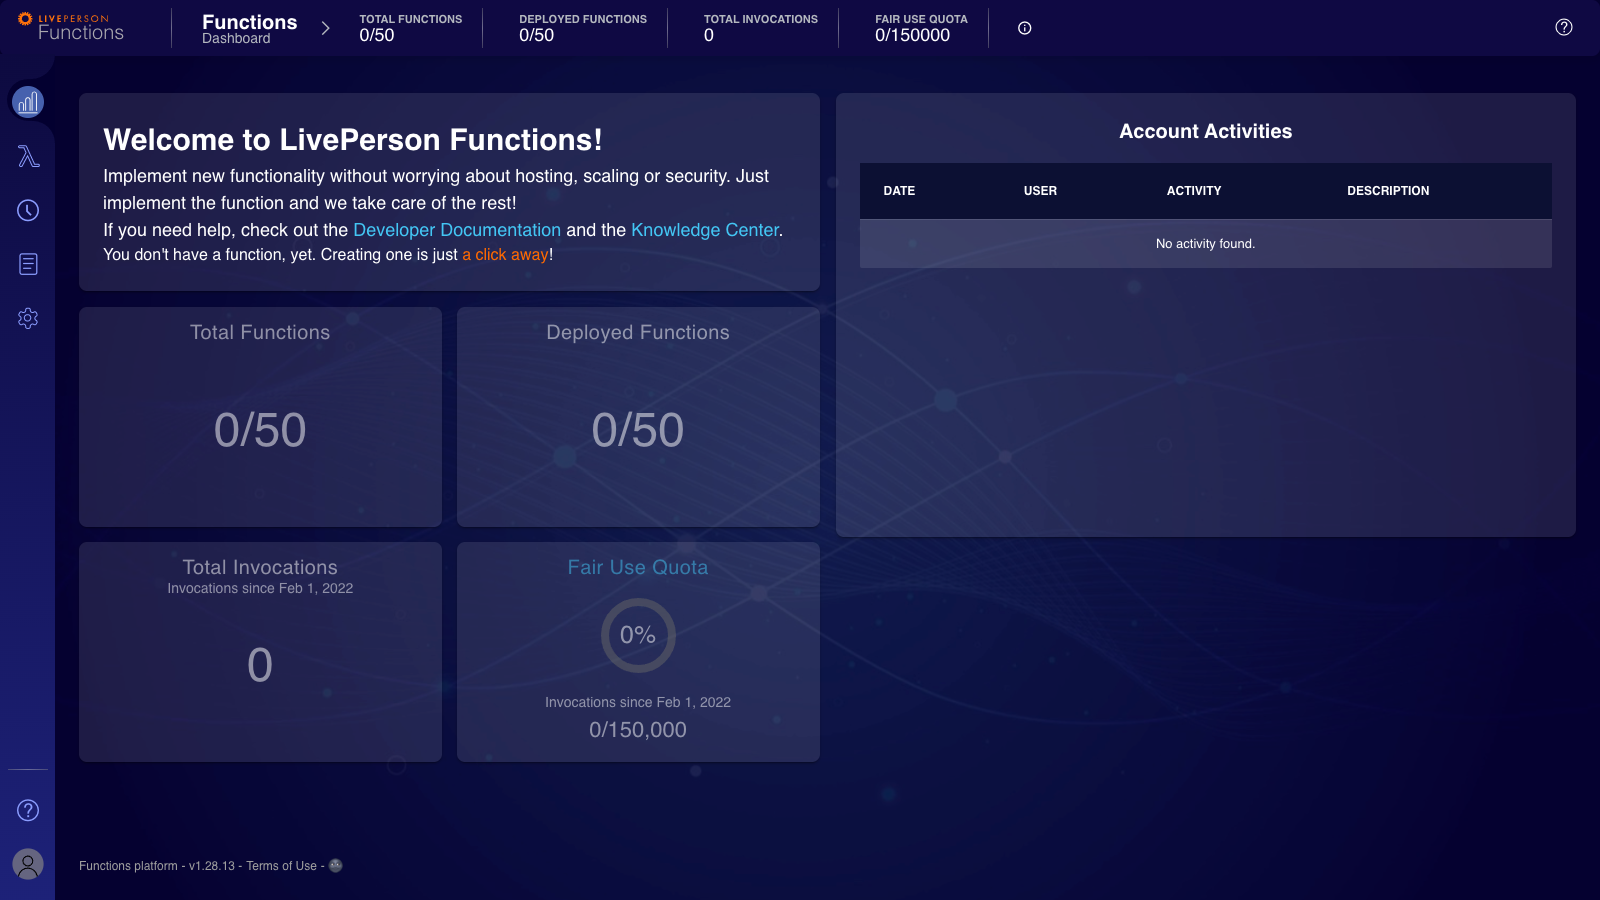 LIVEPERSON
Functions
Functions
Dashboard
TOTAL FUNCTIONS
0/50
DEPLOYED FUNCTIONS
0/50
TOTAL INVOCATIONS
0
FAIR USE QUOTA
0/150000
Welcome to LivePerson Functions!
Implement new functionality without worrying about hosting, scaling or security. Just
implement the function and we take care of the rest!
If you need help, check out the Developer Documentation and the Knowledge Center.
You don't have a function, yet. Creating one is just a click away!
Account Activities
DATE USER ACTIVITY DESCRIPTION
No activity found.
Total Functions
0/50
Deployed Functions
0/50
Total Invocations
Invocations since Feb 1, 2022
0
Fair Use Quota
0%
Invocations since Feb 1, 2022
0/150,000
Functions platform - v1.28.13 - Terms of Use -